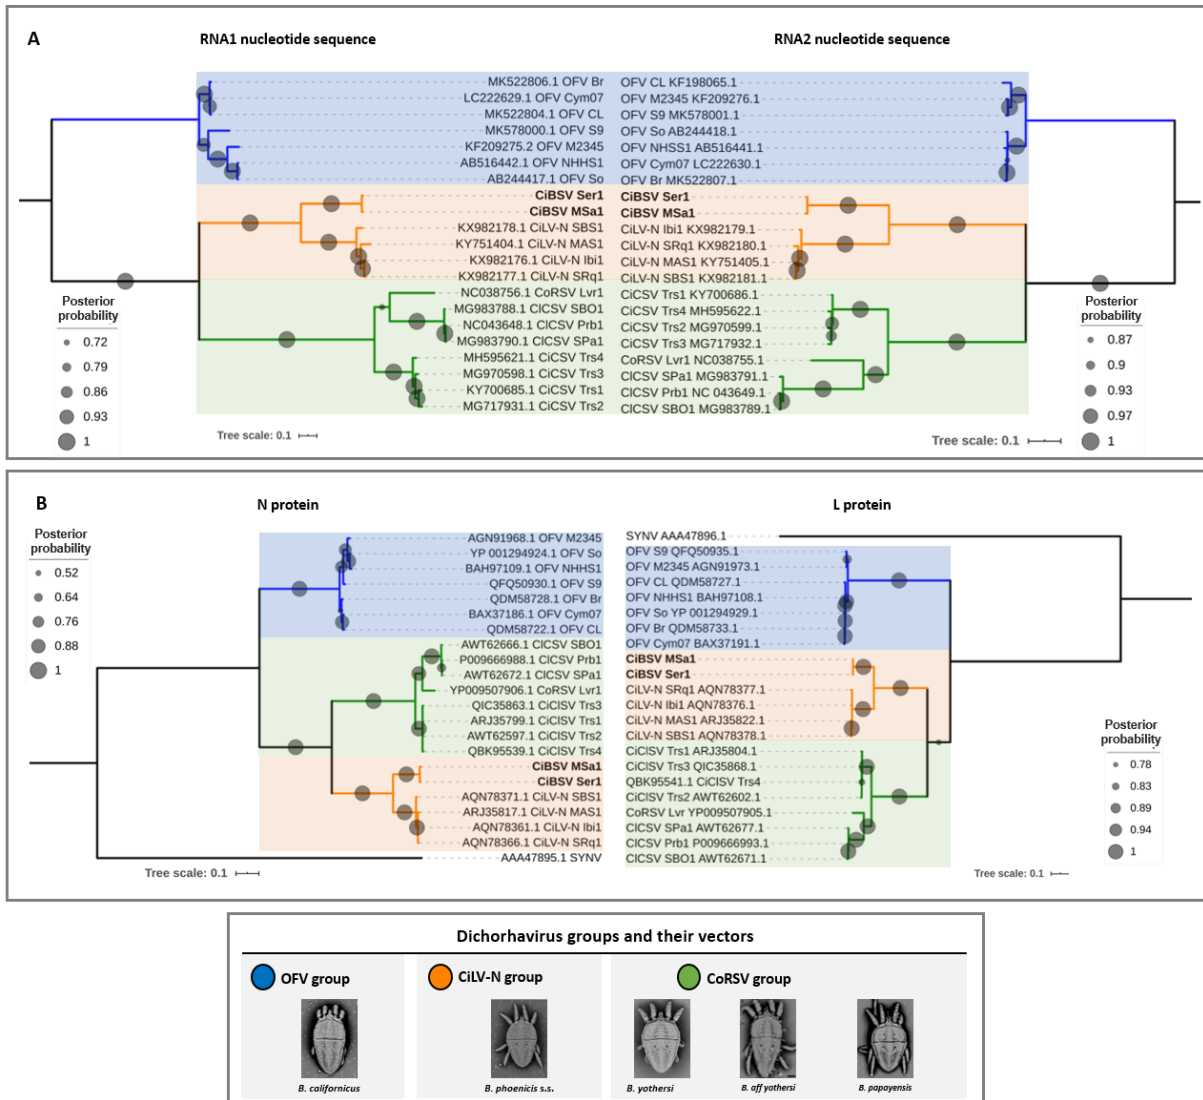 A
RNA1 nucleotide sequence
RNA2 nucleotide sequence
MK522806.1 OFV Br
LC222629.1 OFV Cym07
MK522804.1 OFV CL
MK578000.1 OFV S9
KF209275.2 OFV M2345
AB516442.1 OFV NHHS1
AB244417.1 OFV So
CiBSV Ser1
CiBSV MSa1
KX982178.1 CiLV-N SBS1
KY751404.1 CiLV-N MAS1
KX982176.1 CiLV-N Ibi1
KX982177.1 CiLV-N SRq1
NC038756.1 CoRSV Lvr1
MG983788.1 ClCSV SBO1
NC043648.1 ClCSV Prb1
MG983790.1 ClCSV SPa1
MH595621.1 CiCSV Trs4
MG970598.1 CiCSV Trs3
KY700685.1 CiCSV Trs1
MG717931.1 CiCSV Trs2
OFV CL KF198065.1
OFV M2345 KF209276.1
OFV S9 MK578001.1
OFV So AB244418.1
OFV NHSS1 AB516441.1
OFV Cym07 LC222630.1
OFV Br MK522807.1
CiBSV Ser1
CiBSV MSa1
CiLV-N Ibi1 KX982179.1
CiLV-N SRq1 KX982180.1
CiLV-N MAS1 KY751405.1
CiLV-N SBS1 KX982181.1
CiCSV Trs1 KY700686.1
CiCSV Trs4 MH595622.1
CiCSV Trs2 MG970599.1
CiCSV Trs3 MG717932.1
CoRSV Lvr1 NC038755.1
ClCSV SPa1 MG983791.1
ClCSV Prb1 NC 043649.1
ClCSV SBO1 MG983789.1
Posterior
probability
0.72
0.79
0.86
0.93
1
Tree scale: 0.1
Posterior
probability
0.87
0.9
0.93
0.97
1
Tree scale: 0.1
B
N protein
L protein
Posterior
probability
0.52
0.64
0.76
0.88
1
AGN91968.1 OFV M2345
YP 001294924.1 OFV So
BAH97109.1 OFV NHHS1
QFQ50930.1 OFV S9
QDM58728.1 OFV Br
BAX37186.1 OFV Cym07
QDM58722.1 OFV CL
AWT62666.1 ClCSV SBO1
P009666988.1 ClCSV Prb1
AWT62672.1 ClCSV SPa1
YP009507906.1 CoRSV Lvr1
QIC35863.1 CiClSV Trs3
ARJ35799.1 CiClSV Trs1
AWT62597.1 CiClSV Trs2
QBK95539.1 CiClSV Trs4
CiBSV MSa1
CiBSV Ser1
AQN78371.1 CiLV-N SBS1
ARJ35817.1 CiLV-N MAS1
AQN78361.1 CiLV-N Ibi1
AQN78366.1 CiLV-N SRq1
AAA47895.1 SYNV
Tree scale: 0.1
SYNV AAA47896.1
OFV S9 QFQ50935.1
OFV M2345 AGN91973.1
OFV CL QDM58727.1
OFV NHHS1 BAH97108.1
OFV So YP 001294929.1
OFV Br QDM58733.1
OFV Cym07 BAX37191.1
CiBSV MSa1
CiBSV Ser1
CiLV-N SRq1 AQN78377.1
CiLV-N Ibi1 AQN78376.1
CiLV-N MAS1 ARJ35822.1
CiLV-N SBS1 AQN78378.1
CiClSV Trs1 ARJ35804.1
CiClSV Trs3 QIC35868.1
QBK95541.1 CiClSV Trs4
CiClSV Trs2 AWT62602.1
CoRSV Lvr YP009507905.1
ClCSV SPa1 AWT62677.1
ClCSV Prb1 P009666993.1
ClCSV SBO1 AWT62671.1
Posterior
probability
0.78
0.83
0.89
0.94
1
Tree scale: 0.1
Dichorhavirus groups and their vectors
OFV group
CiLV-N group
CoRSV group
B. californicus
B. phoenicis s.s.
B. yothersi
B. aff yothersi
B. papayensis